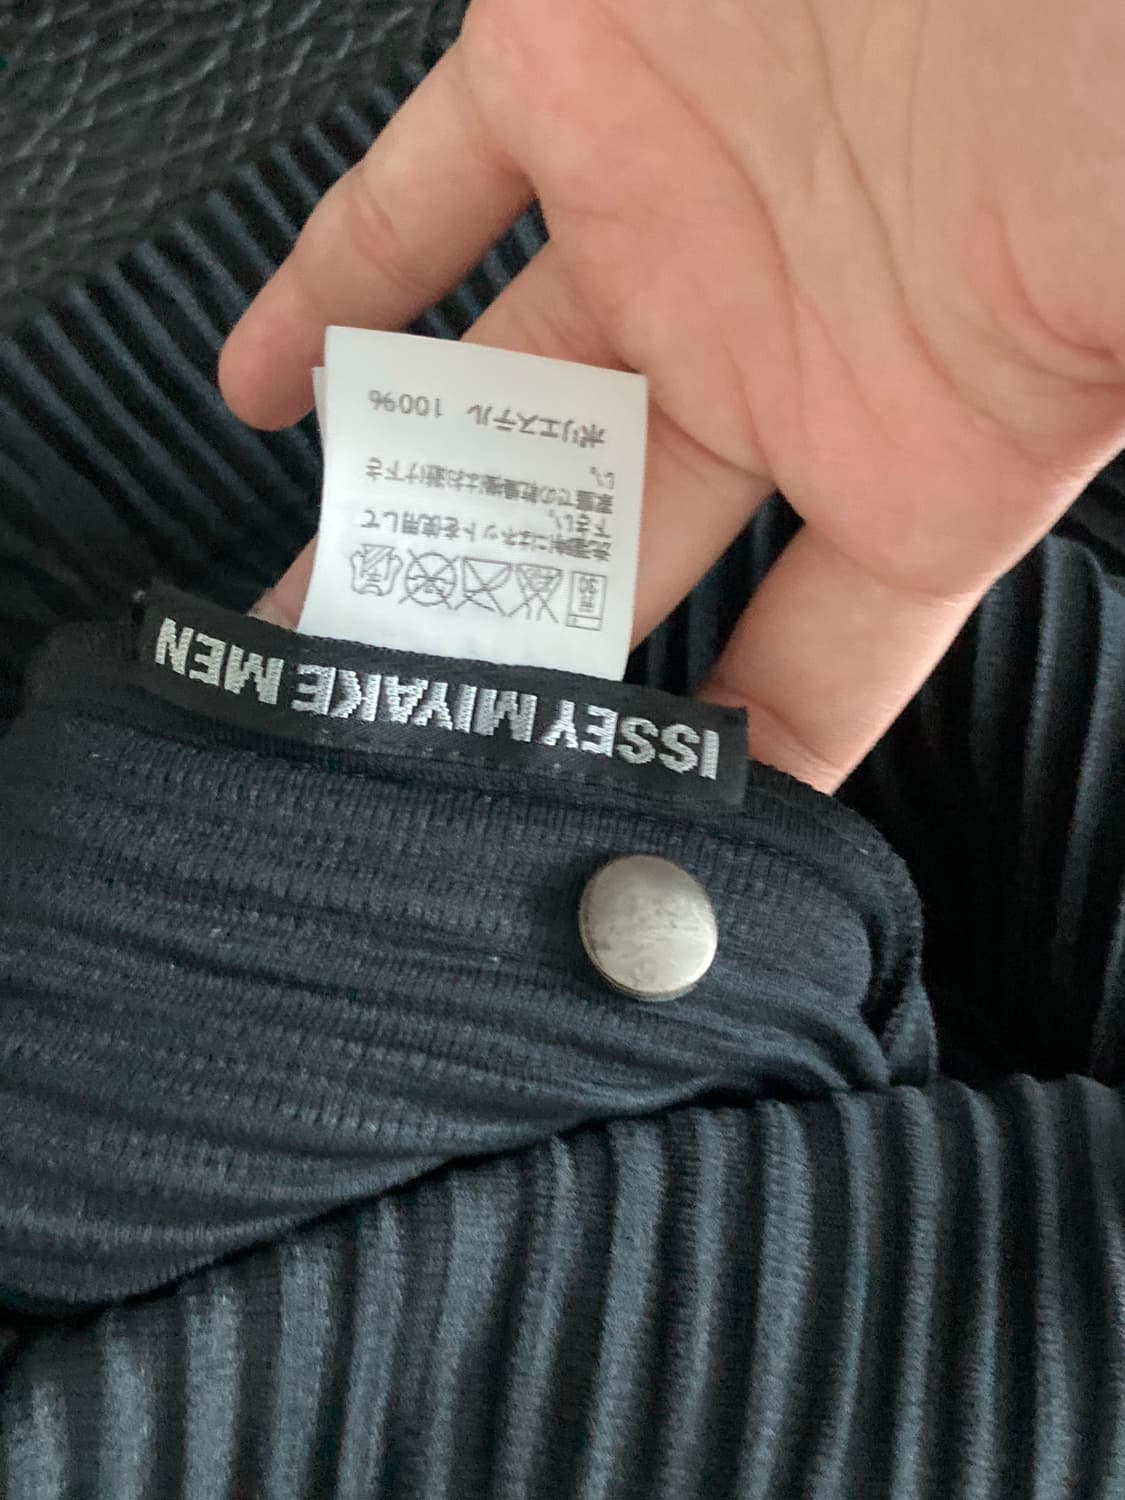 ISSEY MIYAKE MEN
30
洗濯時にはネットを使用して
下さい。
家庭での乾燥機はお避け下さ
い。
ポリエステル 100%